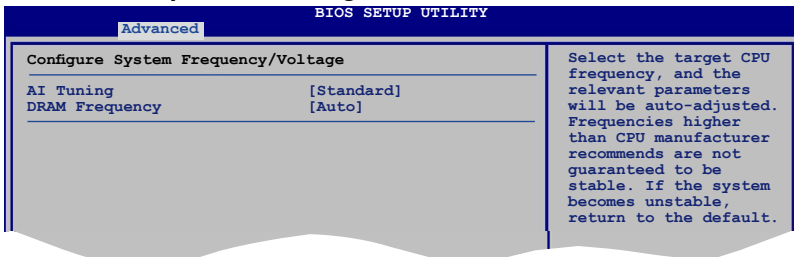 BIOS SETUP UTILITY
Advanced
Configure System Frequency/Voltage
AI Tuning [Standard]
DRAM Frequency [Auto]
Select the target CPU
frequency, and the
relevant parameters
will be auto-adjusted.
Frequencies higher
than CPU manufacturer
recommends are not
guaranteed to be
stable. If the system
becomes unstable,
return to the default.